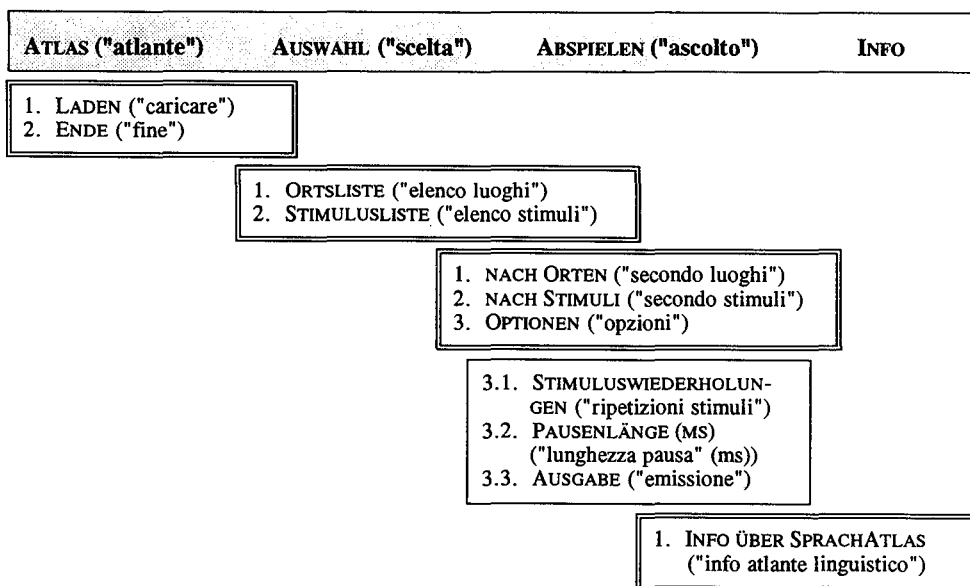 ATLAS ("atlante") AUSWAHL ("scelta") ABSPIELEN ("ascolto") INFO
1. LADEN ("caricare")
2. ENDE ("fine")
1. ORTSLISTE ("elenco luoghi")
2. STIMULUSLISTE ("elenco stimuli")
1. NACH ORTEN ("secondo luoghi")
2. NACH STIMULI ("secondo stimuli")
3. OPTIONEN ("opzioni")
3.1. STIMULUSWIEDERHOLUN-
GEN ("ripetizioni stimuli")
3.2. PAUSENLÄNGE (MS)
("lunghezza pausa" (ms))
3.3. AUSGABE ("emissione")
1. INFO ÜBER SPRACHATLAS
("info atlante linguistico")